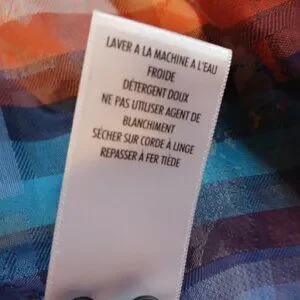 LAVER A LA MACHINE A L'EAU
FROIDE
DÉTERGENT DOUX
NE PAS UTILISER AGENT DE
BLANCHIMENT
SÉCHER SUR CORDE À LINGE
REPASSER À FER TIÈDE